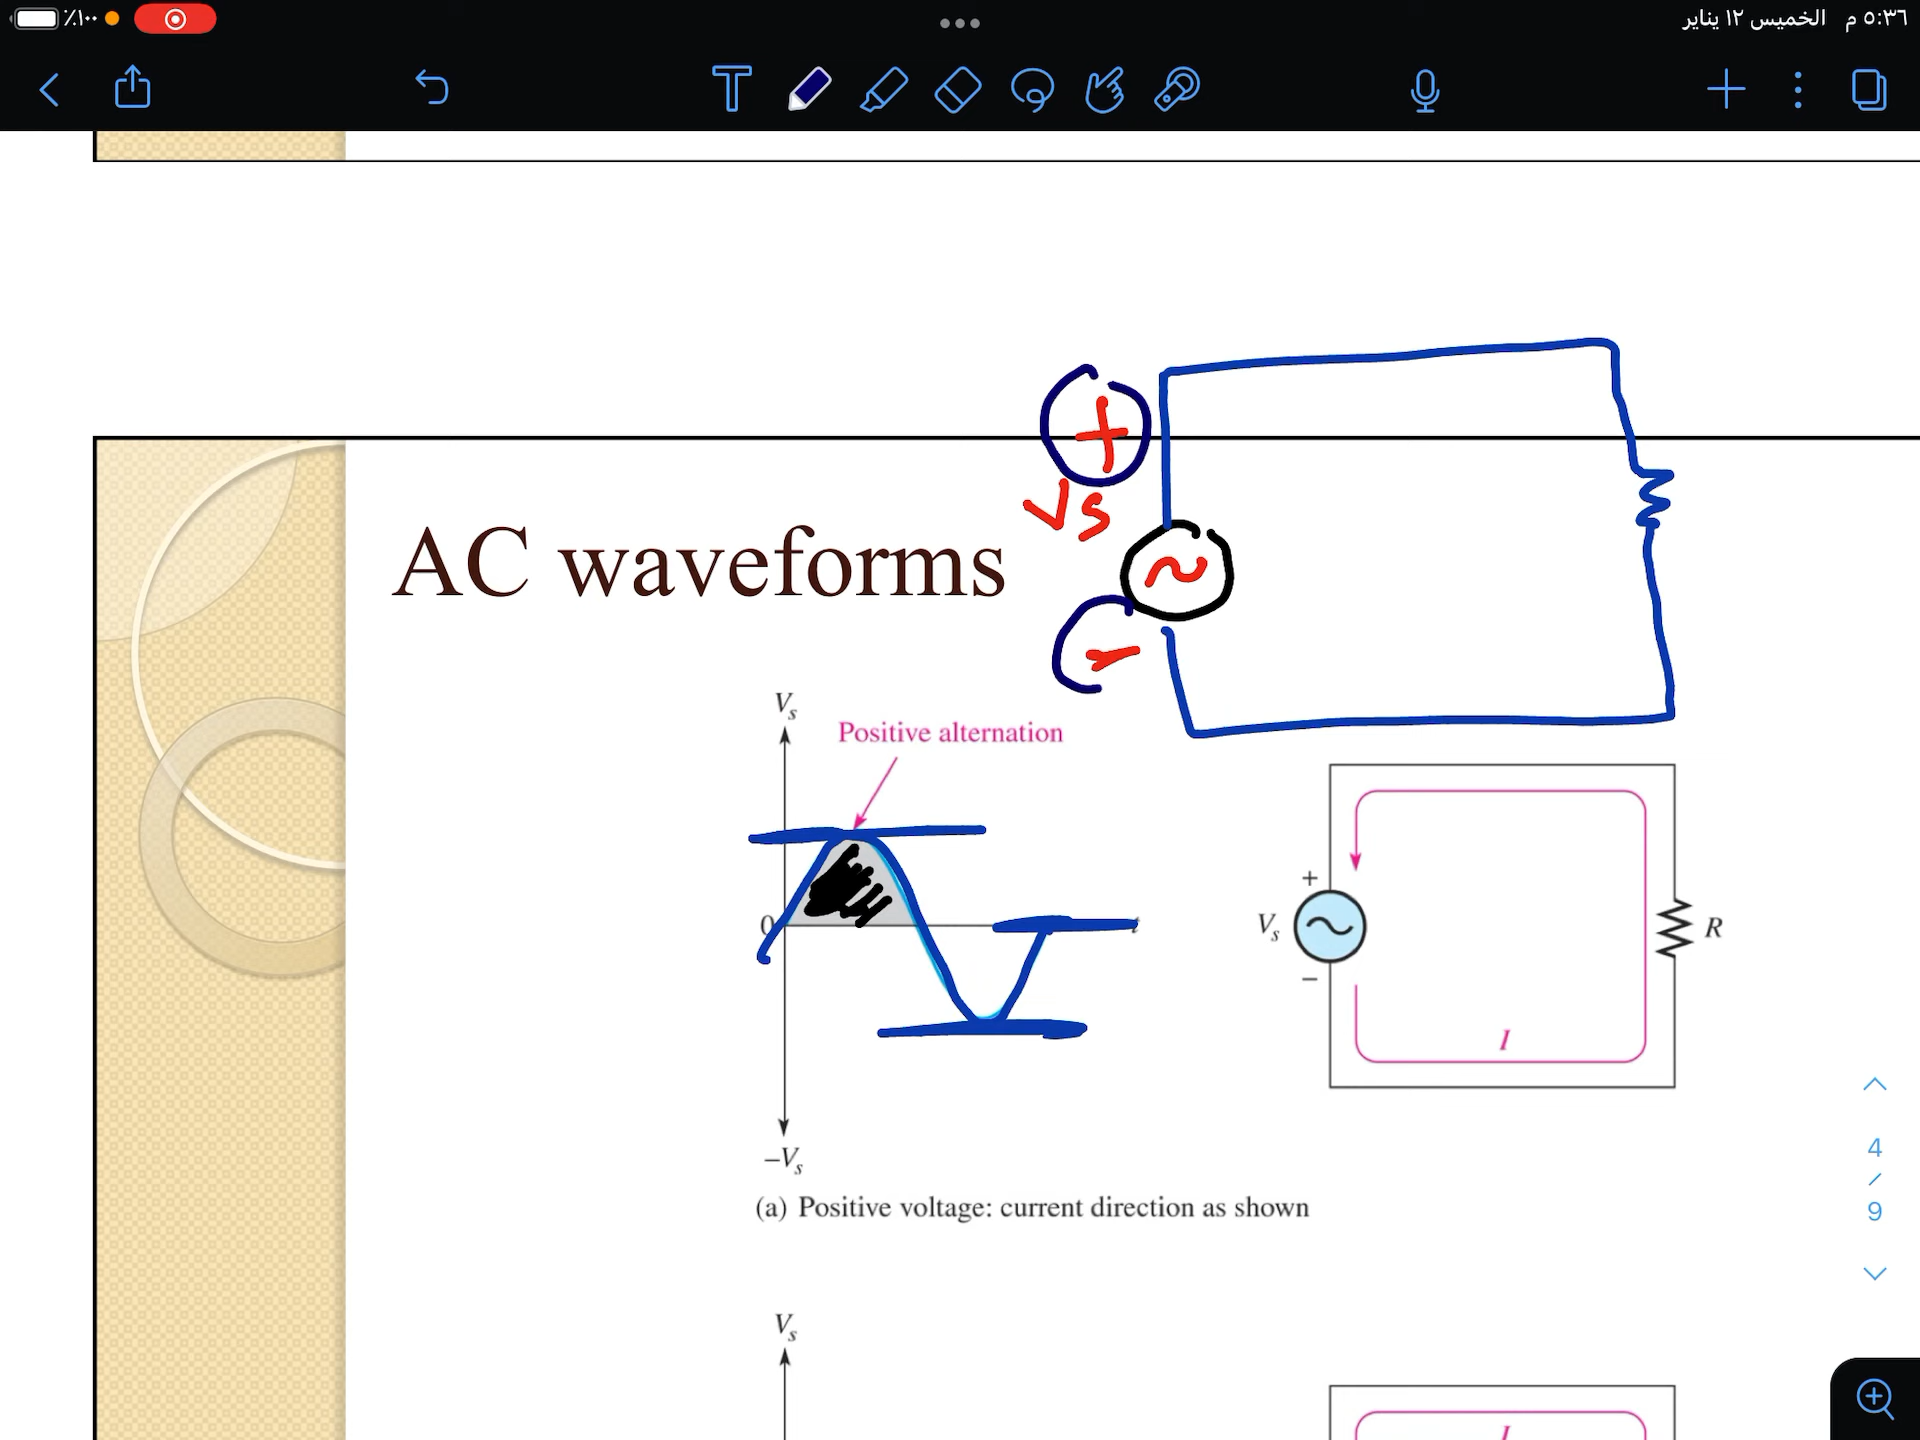 ٪١٠٠
٥:٣٦ م الخميس ١٢ يناير
+
Vs
AC waveforms
~
-
Vs
Positive alternation
0
t
+
Vs
R
−
I
–Vs
(a) Positive voltage: current direction as shown
4
/
9
Vs
I